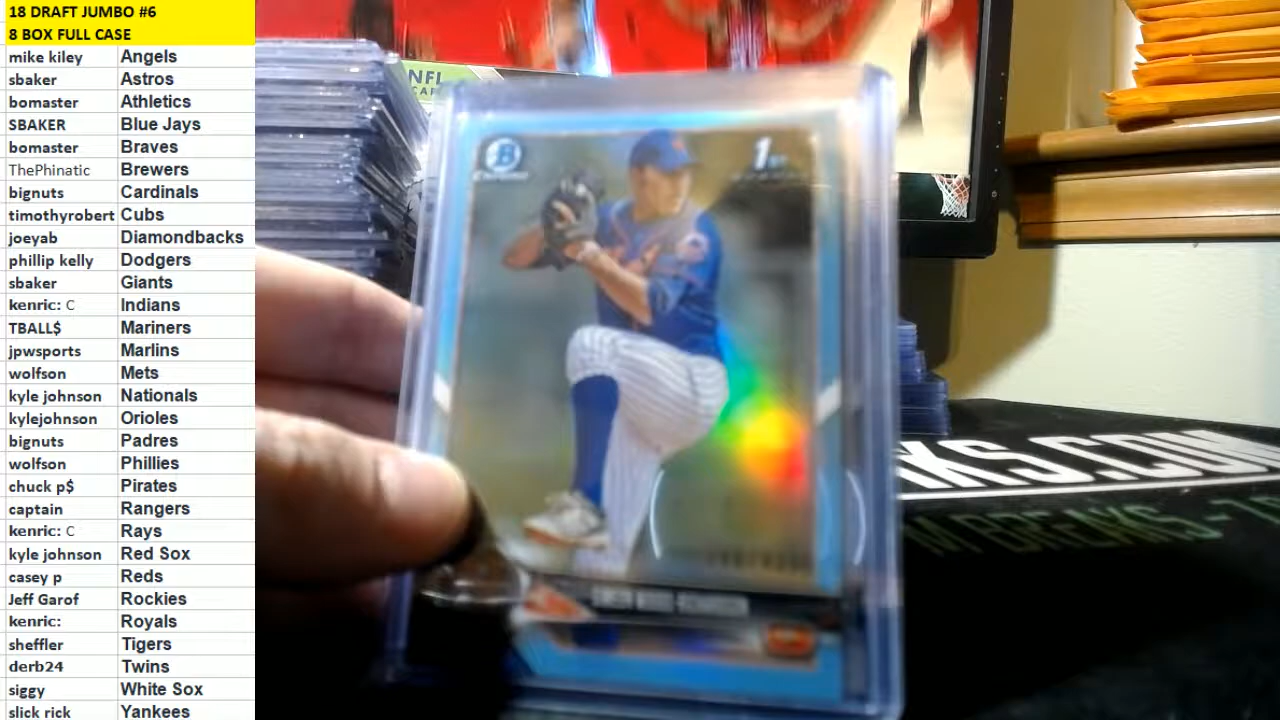 18 DRAFT JUMBO #6
8 BOX FULL CASE
mike kiley Angels
sbaker Astros
bomaster Athletics
SBAKER Blue Jays
bomaster Braves
ThePhinatic Brewers
bignuts Cardinals
timothyrobert Cubs
joeyab Diamondbacks
phillip kelly Dodgers
sbaker Giants
kenric: C Indians
TBALL$ Mariners
jpwsports Marlins
wolfson Mets
kyle johnson Nationals
kylejohnson Orioles
bignuts Padres
wolfson Phillies
chuck p$ Pirates
captain Rangers
kenric: C Rays
kyle johnson Red Sox
casey p Reds
Jeff Garof Rockies
kenric: Royals
sheffler Tigers
derb24 Twins
siggy White Sox
slick rick Yankees
NFL
B
1st
KS.COM
M BREAKS -